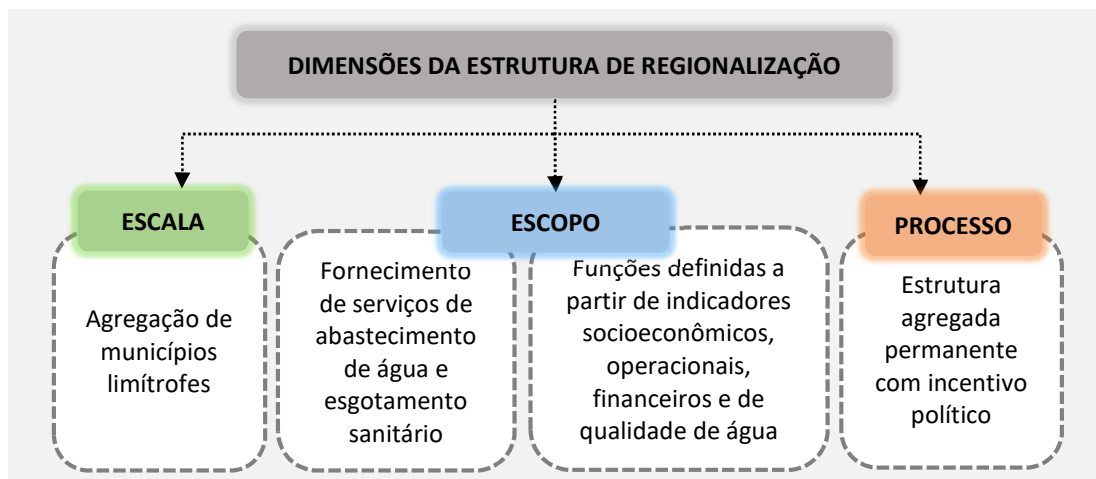 DIMENSÕES DA ESTRUTURA DE REGIONALIZAÇÃO
ESCALA
Agregação de
municípios
limítrofes
ESCOPO
Fornecimento
de serviços de
abastecimento
de água e
esgotamento
sanitário
Funções definidas a
partir de indicadores
socioeconômicos,
operacionais,
financeiros e de
qualidade de água
PROCESSO
Estrutura
agregada
permanente
com incentivo
político